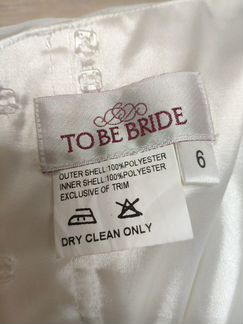 TO BE BRIDE
6
OUTER SHELL:100%POLYESTER
INNER SHELL:100%POLYESTER
EXCLUSIVE OF TRIM
DRY CLEAN ONLY